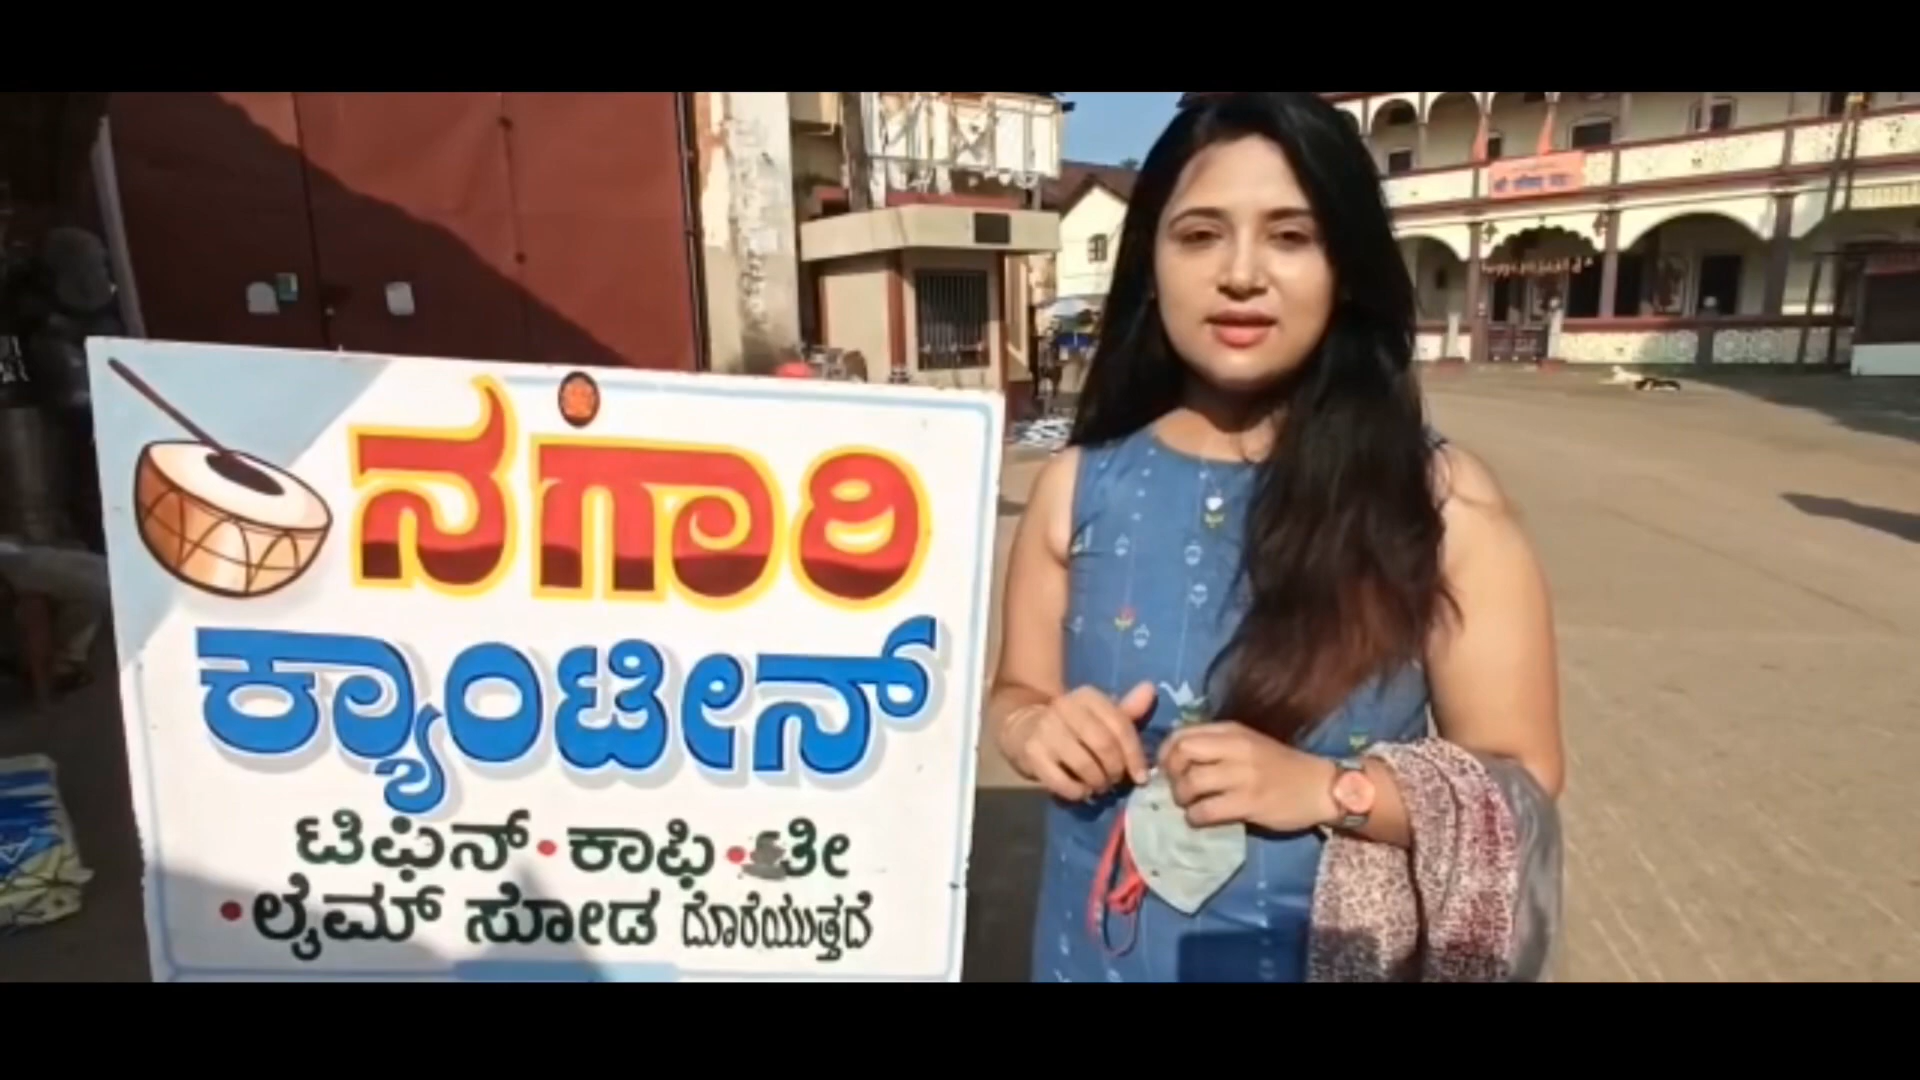 ನಗಾರಿ
ಕ್ಯಾಂಟೀನ್
ಟಿಫಿನ್ • ಕಾಫಿ • ಟೀ
• ಲೈಮ್ ಸೋಡ ದೊರೆಯುತ್ತದೆ